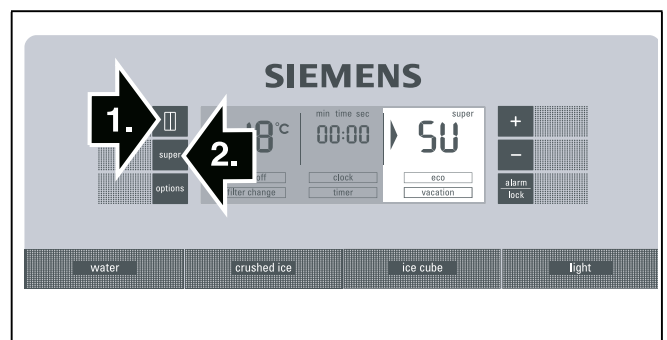 SIEMENS
1.
2.
super
options
18 °C
off
filter change
min time sec
00:00
clock
timer
super
SU
eco
vacation
+
−
alarm
lock
water
crushed ice
ice cube
light